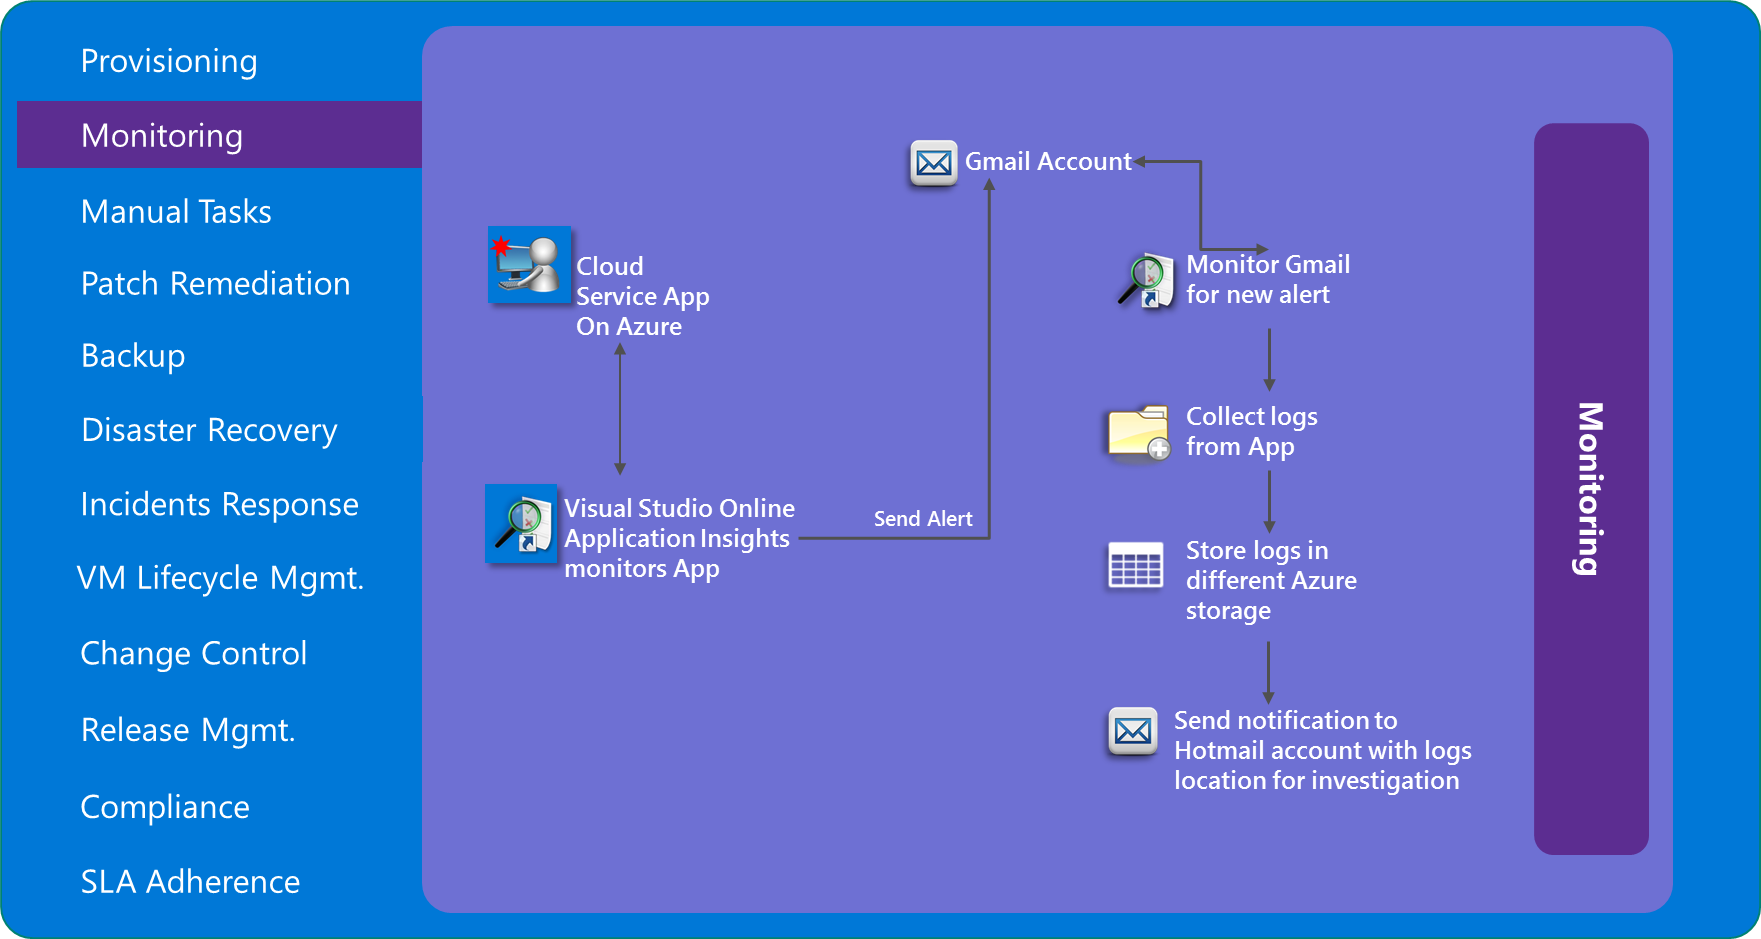 Provisioning
Monitoring
Manual Tasks
Patch Remediation
Backup
Disaster Recovery
Incidents Response
VM Lifecycle Mgmt.
Change Control
Release Mgmt.
Compliance
SLA Adherence
Cloud
Service App
On Azure
Visual Studio Online
Application Insights
monitors App
Send Alert
Gmail Account
Monitor Gmail
for new alert
Collect logs
from App
Store logs in
different Azure
storage
Send notification to
Hotmail account with logs
location for investigation
Monitoring